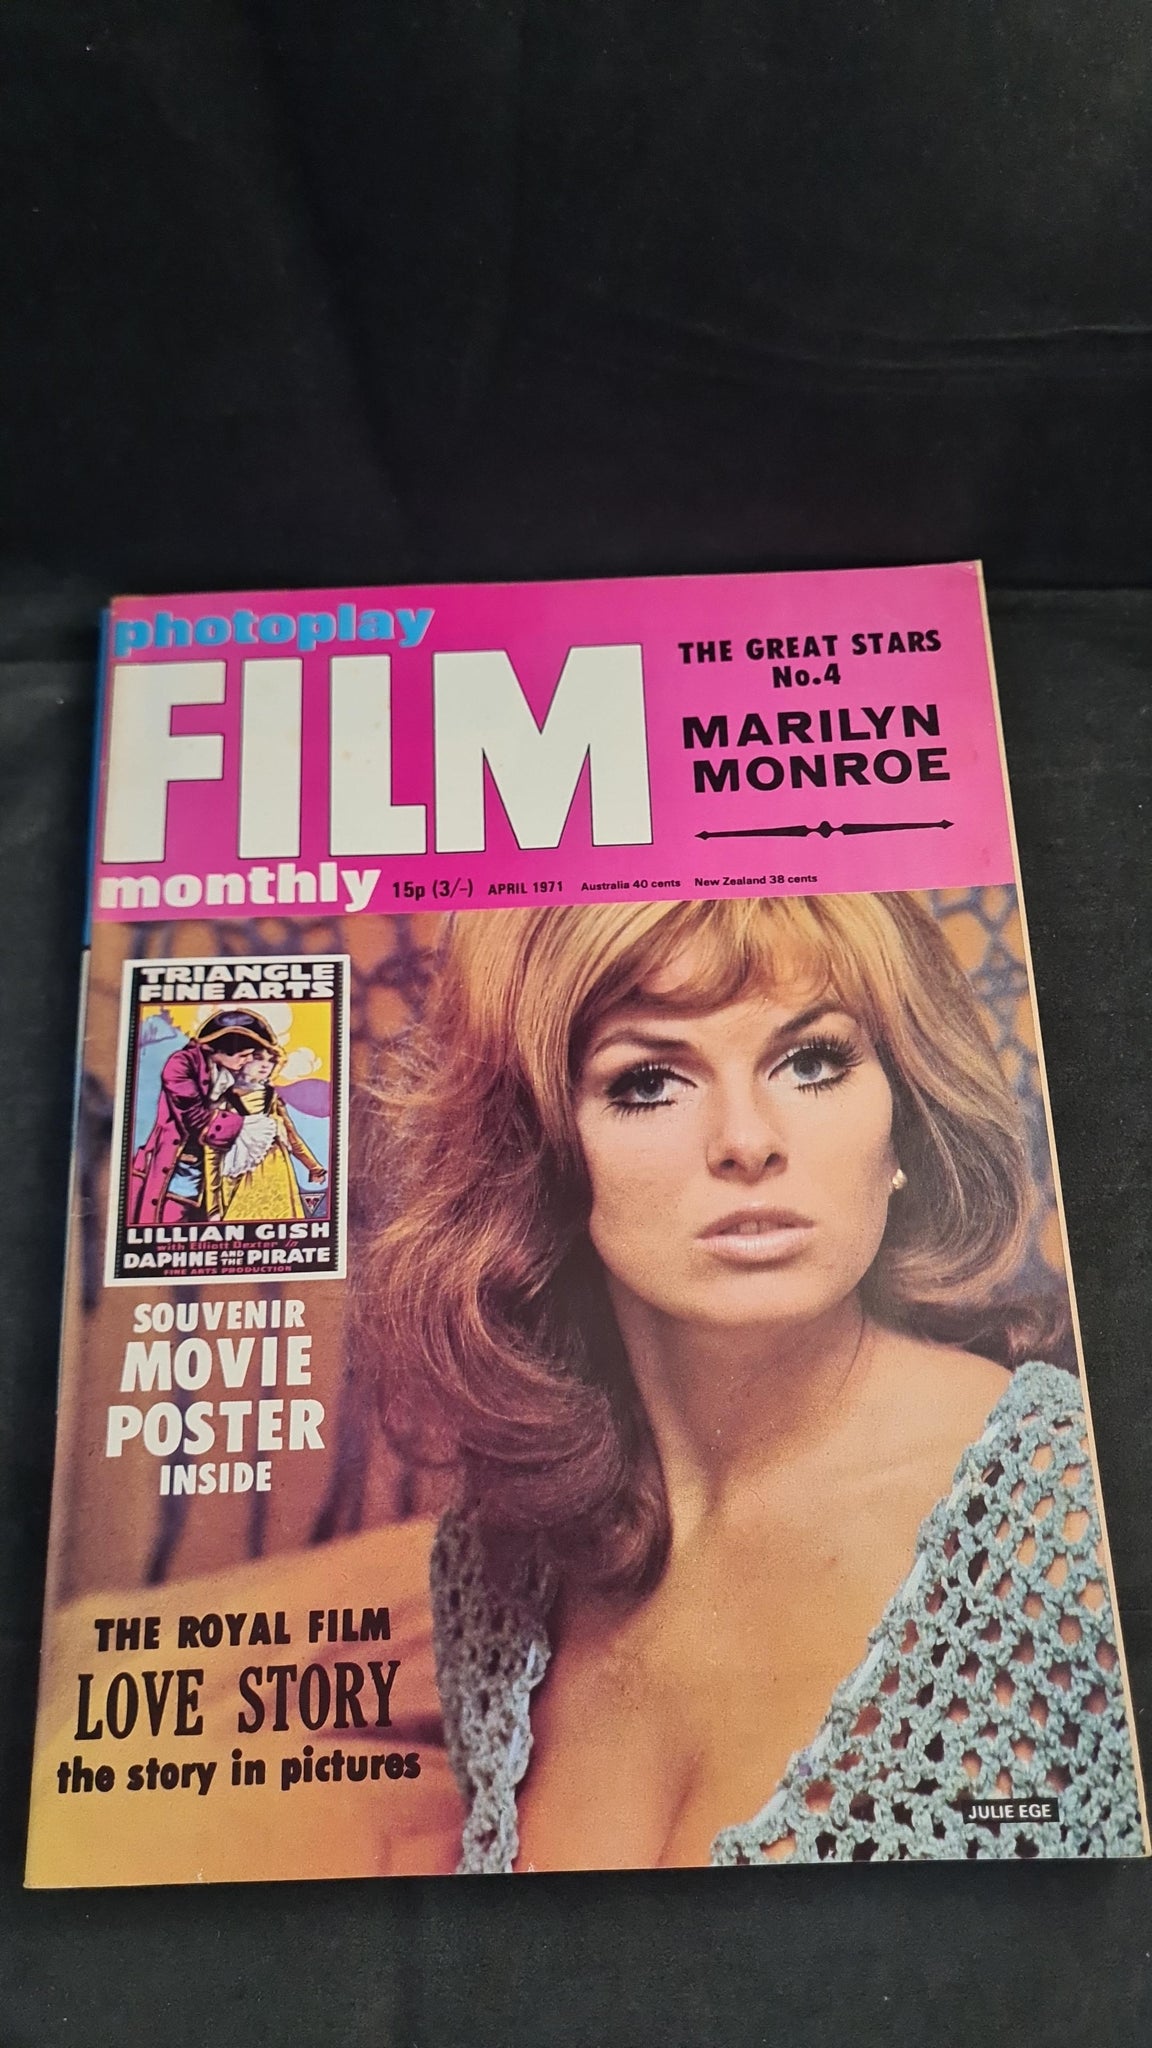 photoplay
FILM
monthly
15p (3/-) APRIL 1971 Australia 40 cents New Zealand 38 cents
THE GREAT STARS
No.4
MARILYN
MONROE
TRIANGLE
FINE ARTS
LILLIAN GISH
with Elliott Dexter in
DAPHNE AND THE PIRATE
FINE ARTS PRODUCTION
SOUVENIR
MOVIE
POSTER
INSIDE
THE ROYAL FILM
LOVE STORY
the story in pictures
JULIE EGE